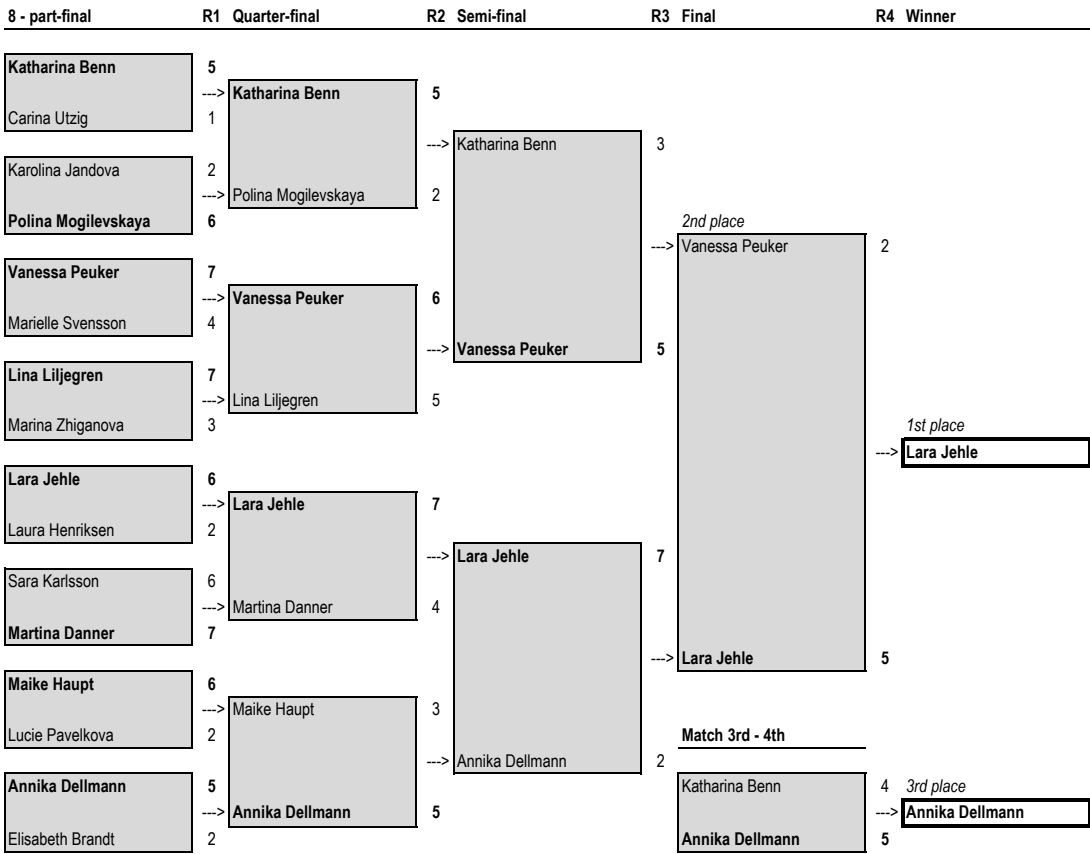 8 - part-final R1 Quarter-final R2 Semi-final R3 Final R4 Winner
Katharina Benn 5
---> Katharina Benn 5
Carina Utzig 1
---> Katharina Benn 3
Karolina Jandova 2
---> Polina Mogilevskaya 2
Polina Mogilevskaya 6 2nd place
---> Vanessa Peuker 2
Vanessa Peuker 7
---> Vanessa Peuker 6
Marielle Svensson 4
---> Vanessa Peuker 5
Lina Liljegren 7
---> Lina Liljegren 5
Marina Zhiganova 3 1st place
---> Lara Jehle
Lara Jehle 6
---> Lara Jehle 7
Laura Henriksen 2
---> Lara Jehle 7
Sara Karlsson 6
---> Martina Danner 4
Martina Danner 7
---> Lara Jehle 5
Maike Haupt 6
---> Maike Haupt 3
Lucie Pavelkova 2 Match 3rd - 4th
---> Annika Dellmann 2
Annika Dellmann 5 Katharina Benn 4 3rd place
---> Annika Dellmann 5 ---> Annika Dellmann
Elisabeth Brandt 2 Annika Dellmann 5